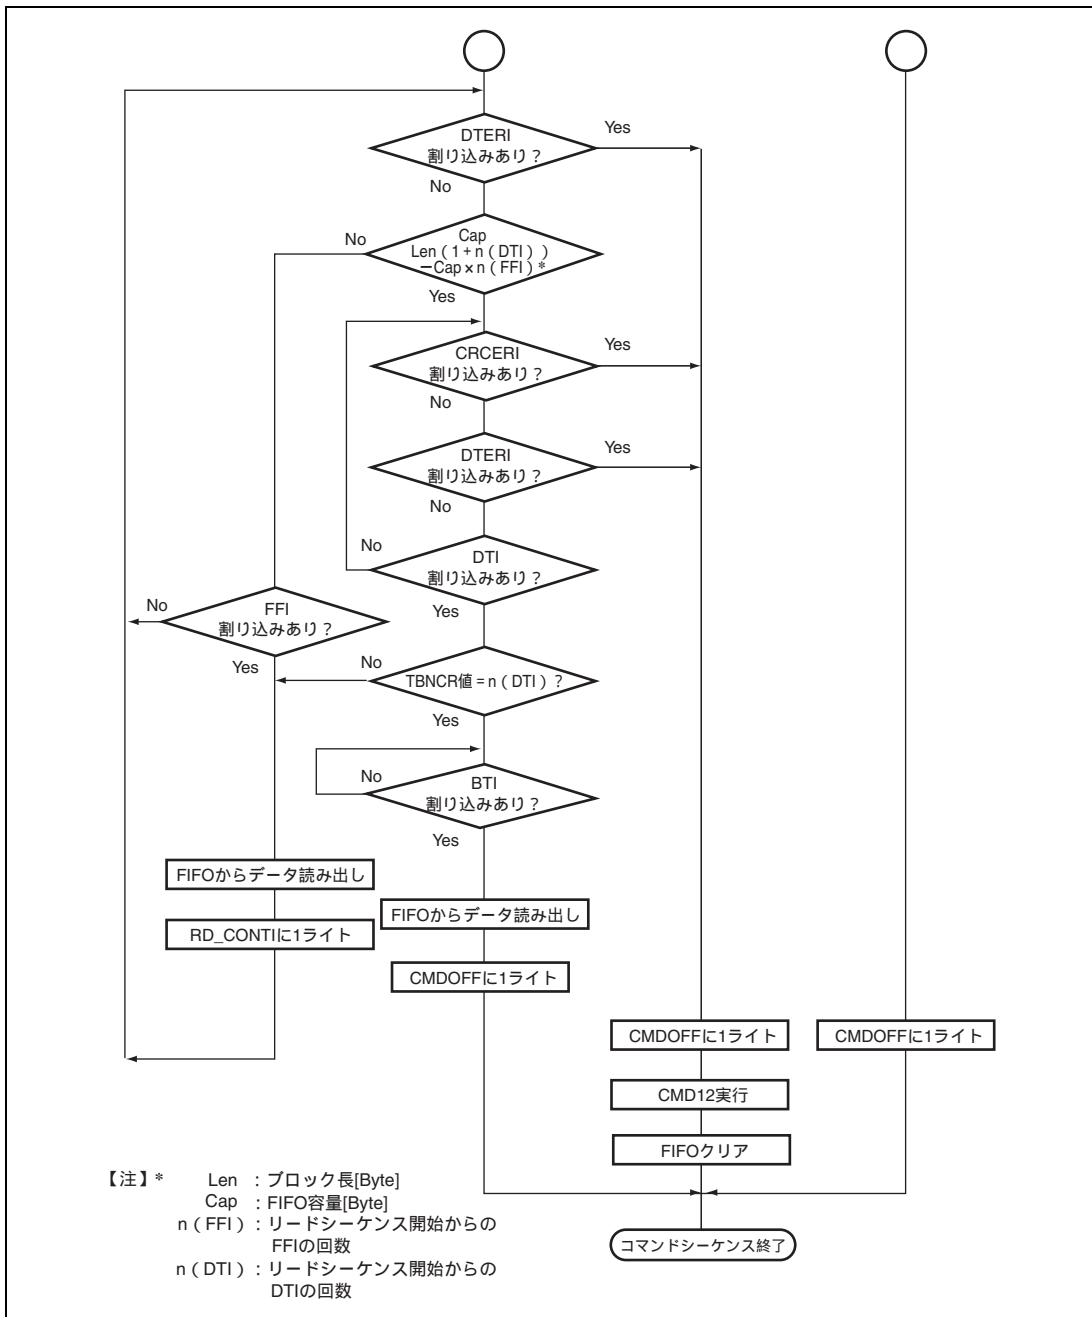 DTERI
割り込みあり？
Yes
No
Cap
Len（1＋n（DTI））
－Cap×n（FFI）*
No
Yes
CRCERI
割り込みあり？
Yes
No
DTERI
割り込みあり？
Yes
No
DTI
割り込みあり？
No
Yes
FFI
割り込みあり？
No
Yes
TBNCR値＝n（DTI）？
No
Yes
BTI
割り込みあり？
No
Yes
FIFOからデータ読み出し
RD_CONTIに1ライト
FIFOからデータ読み出し
CMDOFFに1ライト
CMDOFFに1ライト
CMD12実行
FIFOクリア
CMDOFFに1ライト
コマンドシーケンス終了
【注】* Len ：ブロック長[Byte]
Cap ：FIFO容量[Byte]
n（FFI）：リードシーケンス開始からの
FFIの回数
n（DTI）：リードシーケンス開始からの
DTIの回数